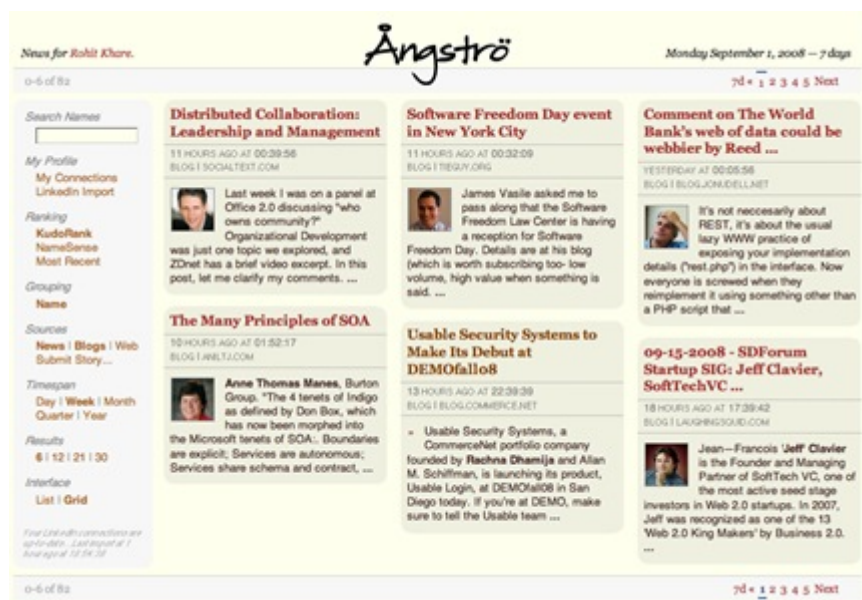 News for Rohit Khare.
Ångströ
Monday September 1, 2008 — 7 days
0-6 of 82
7d « 1 2 3 4 5 Next
Search Names
My Profile
My Connections
LinkedIn Import
Ranking
KudoRank
NameSense
Most Recent
Grouping
Name
Sources
News | Blogs | Web
Submit Story...
Timespan
Day | Week | Month
Quarter | Year
Results
6 | 12 | 21 | 30
Interface
List | Grid
Your LinkedIn connections are
up-to-date. Last import at 1
hour ago at
Distributed Collaboration:
Leadership and Management
11 HOURS AGO AT 00:39:56
BLOG | SOCIALTEXT.COM
Last week I was on a panel at
Office 2.0 discussing "who
owns community?"
Organizational Development
was just one topic we explored, and
ZDnet has a brief video excerpt. In this
post, let me clarify my comments. ...
The Many Principles of SOA
10 HOURS AGO AT 01:52:17
BLOG | ANILTJ.COM
Anne Thomas Manes, Burton
Group. "The 4 tenets of Indigo
as defined by Don Box, which
has now been morphed into
the Microsoft tenets of SOA:. Boundaries
are explicit; Services are autonomous;
Services share schema and contract, ...
Software Freedom Day event
in New York City
11 HOURS AGO AT 00:32:09
BLOG | TIEGUY.ORG
James Vasile asked me to
pass along that the Software
Freedom Law Center is having
a reception for Software
Freedom Day. Details are at his blog
(which is worth subscribing too- low
volume, high value when something is
said. ...
Usable Security Systems to
Make Its Debut at
DEMOfall08
13 HOURS AGO AT 22:39:39
BLOG | BLOG.COMMERCE.NET
Usable Security Systems, a
CommerceNet portfolio company
founded by Rachna Dhamija and Allan
M. Schiffman, is launching its product,
Usable Login, at DEMOfall08 in San
Diego today. If you're at DEMO, make
sure to tell the Usable team ...
Comment on The World
Bank's web of data could be
webbier by Reed ...
YESTERDAY AT 00:05:56
BLOG | BLOG.JONUDELL.NET
It's not neccesarily about
REST, it's about the usual
lazy WWW practice of
exposing your implementation
details ("rest.php") in the interface. Now
everyone is screwed when they
reimplement it using something other than
a PHP script that ...
09-15-2008 - SDForum
Startup SIG: Jeff Clavier,
SoftTechVC ...
18 HOURS AGO AT 17:39:42
BLOG | LAUGHINGSQUID.COM
Jean—Francois 'Jeff' Clavier
is the Founder and Managing
Partner of SoftTech VC, one of
the most active seed stage
investors in Web 2.0 startups. In 2007,
Jeff was recognized as one of the 13
'Web 2.0 King Makers' by Business 2.0.
...
0-6 of 82
7d « 1 2 3 4 5 Next